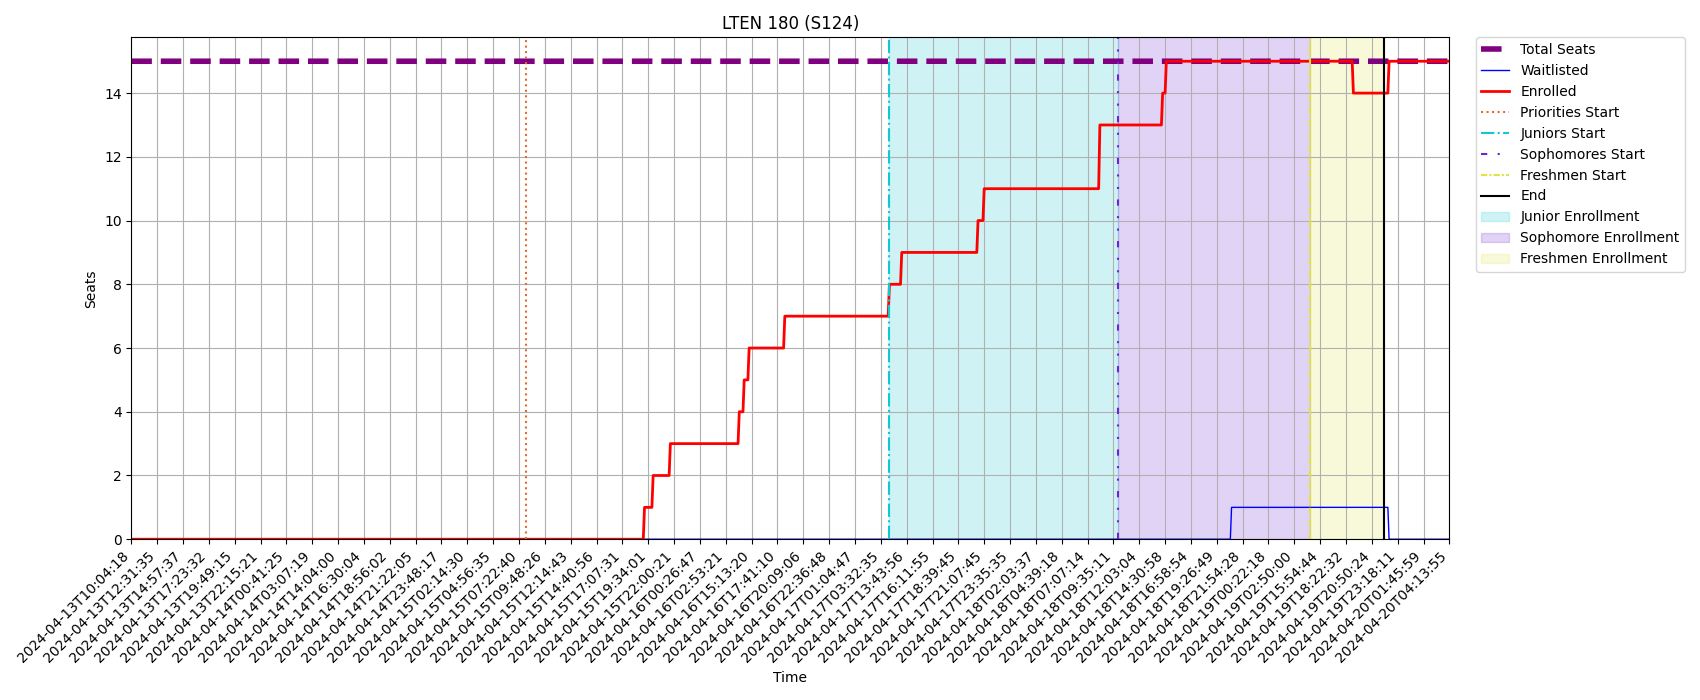 LTEN 180 (S124)
Total Seats
Waitlisted
Enrolled
Priorities Start
Juniors Start
Sophomores Start
Freshmen Start
End
Junior Enrollment
Sophomore Enrollment
Freshmen Enrollment
Seats
14
12
10
8
6
4
2
0
2024-04-13T10:04:18
2024-04-13T12:31:35
2024-04-13T14:57:37
2024-04-13T17:23:32
2024-04-13T19:49:15
2024-04-13T22:15:21
2024-04-14T00:41:25
2024-04-14T03:07:19
2024-04-14T14:04:00
2024-04-14T16:30:04
2024-04-14T18:56:02
2024-04-14T21:22:05
2024-04-14T23:48:17
2024-04-15T02:14:30
2024-04-15T04:56:35
2024-04-15T07:22:40
2024-04-15T09:48:26
2024-04-15T12:14:43
2024-04-15T14:40:56
2024-04-15T17:07:31
2024-04-15T19:34:01
2024-04-15T22:00:21
2024-04-16T00:26:47
2024-04-16T02:53:21
2024-04-16T15:13:20
2024-04-16T17:41:10
2024-04-16T20:09:06
2024-04-16T22:36:48
2024-04-17T01:04:47
2024-04-17T03:32:35
2024-04-17T13:43:56
2024-04-17T16:11:55
2024-04-17T18:39:45
2024-04-17T21:07:45
2024-04-17T23:35:35
2024-04-18T02:03:37
2024-04-18T04:39:18
2024-04-18T07:07:14
2024-04-18T09:35:11
2024-04-18T12:03:04
2024-04-18T14:30:58
2024-04-18T16:58:54
2024-04-18T19:26:49
2024-04-18T21:54:28
2024-04-19T00:22:18
2024-04-19T02:50:00
2024-04-19T15:54:44
2024-04-19T18:22:32
2024-04-19T20:50:24
2024-04-19T23:18:11
2024-04-20T01:45:59
2024-04-20T04:13:55
Time